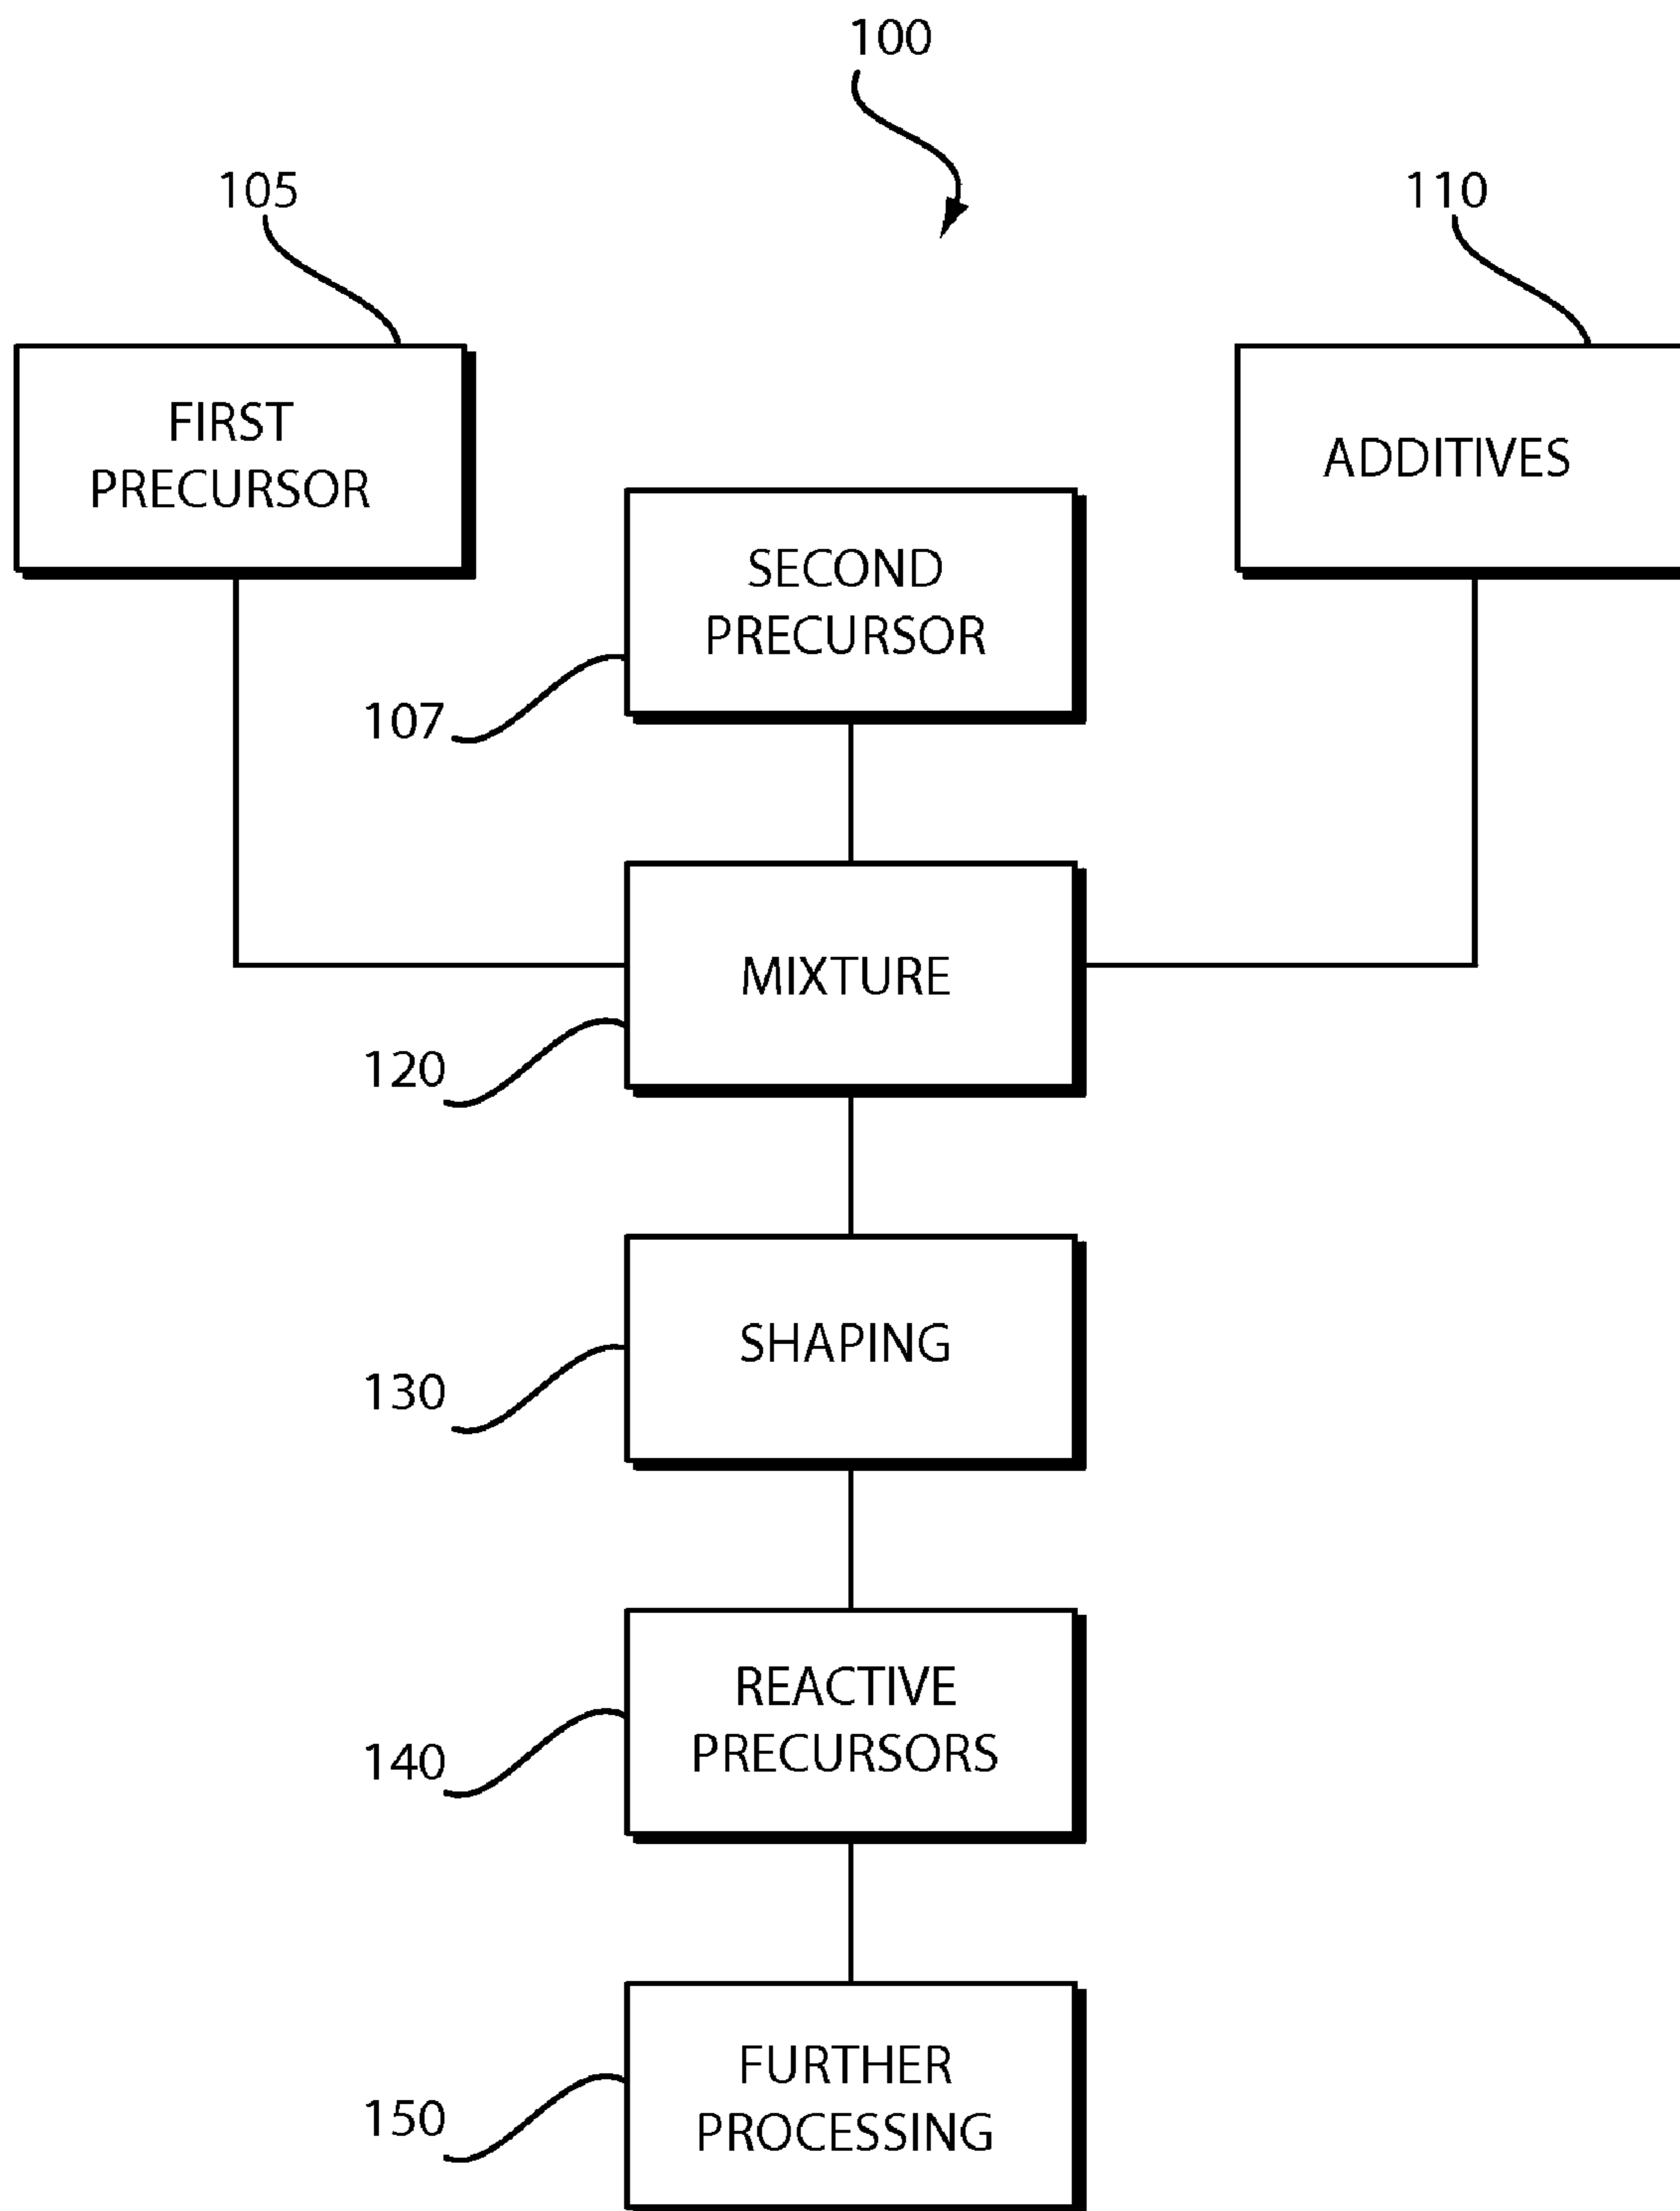 100
105
110
FIRST
PRECURSOR
ADDITIVES
SECOND
PRECURSOR
107
MIXTURE
120
SHAPING
130
REACTIVE
PRECURSORS
140
FURTHER
PROCESSING
150